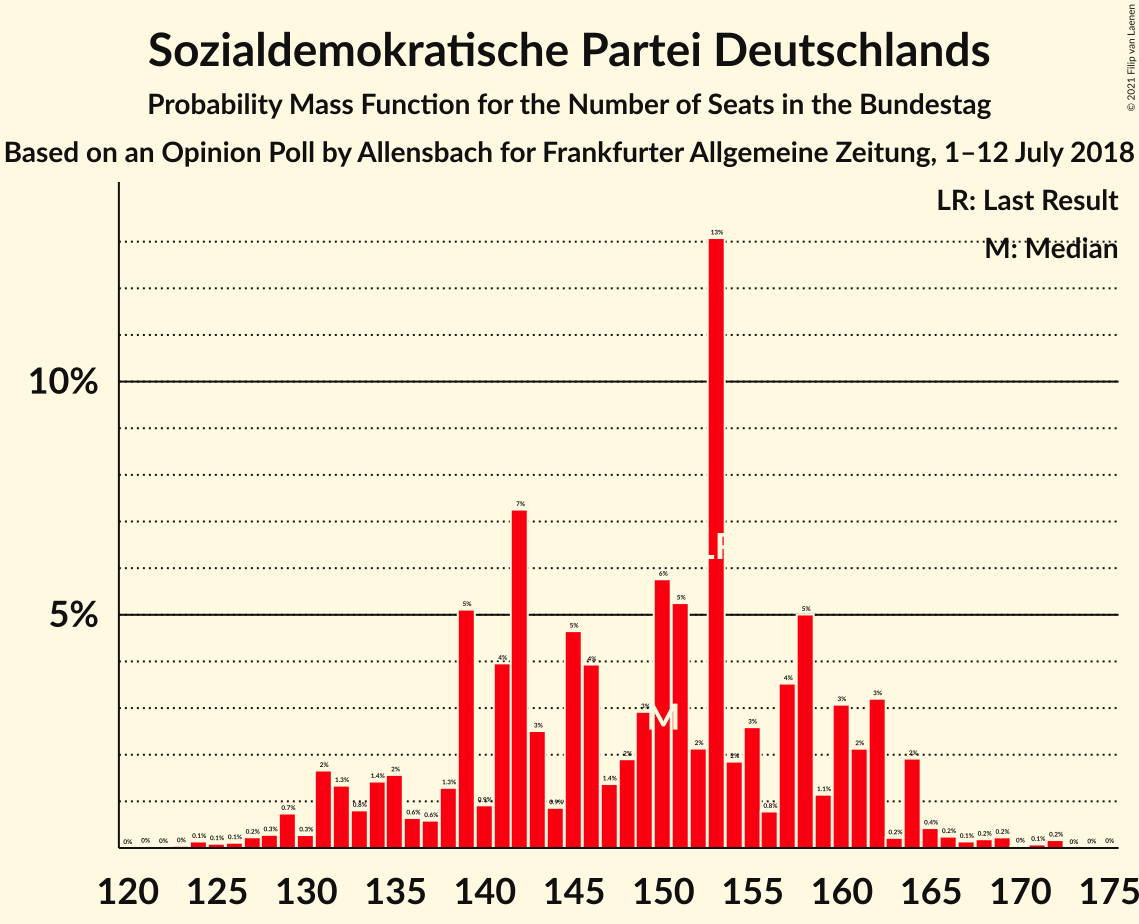 Sozialdemokratische Partei Deutschlands
Probability Mass Function for the Number of Seats in the Bundestag
Based on an Opinion Poll by Allensbach for Frankfurter Allgemeine Zeitung, 1–12 July 2018
© 2021 Filip van Laenen
LR: Last Result
M: Median
10%
5%
0% 0% 0% 0% 0.1% 0.1% 0.1% 0.2% 0.3% 0.7% 0.3% 2% 1.3% 0.8% 1.4% 2% 0.6% 0.6% 1.3% 5% 0.9% 4% 7% 3% 0.9% 5% 4% 1.4% 2% 3% 6% 5% 2% 13% 2% 3% 0.8% 4% 5% 1.1% 3% 2% 3% 0.2% 2% 0.4% 0.2% 0.1% 0.2% 0.2% 0% 0.1% 0.2% 0% 0% 0%
LR
M
120 125 130 135 140 145 150 155 160 165 170 175